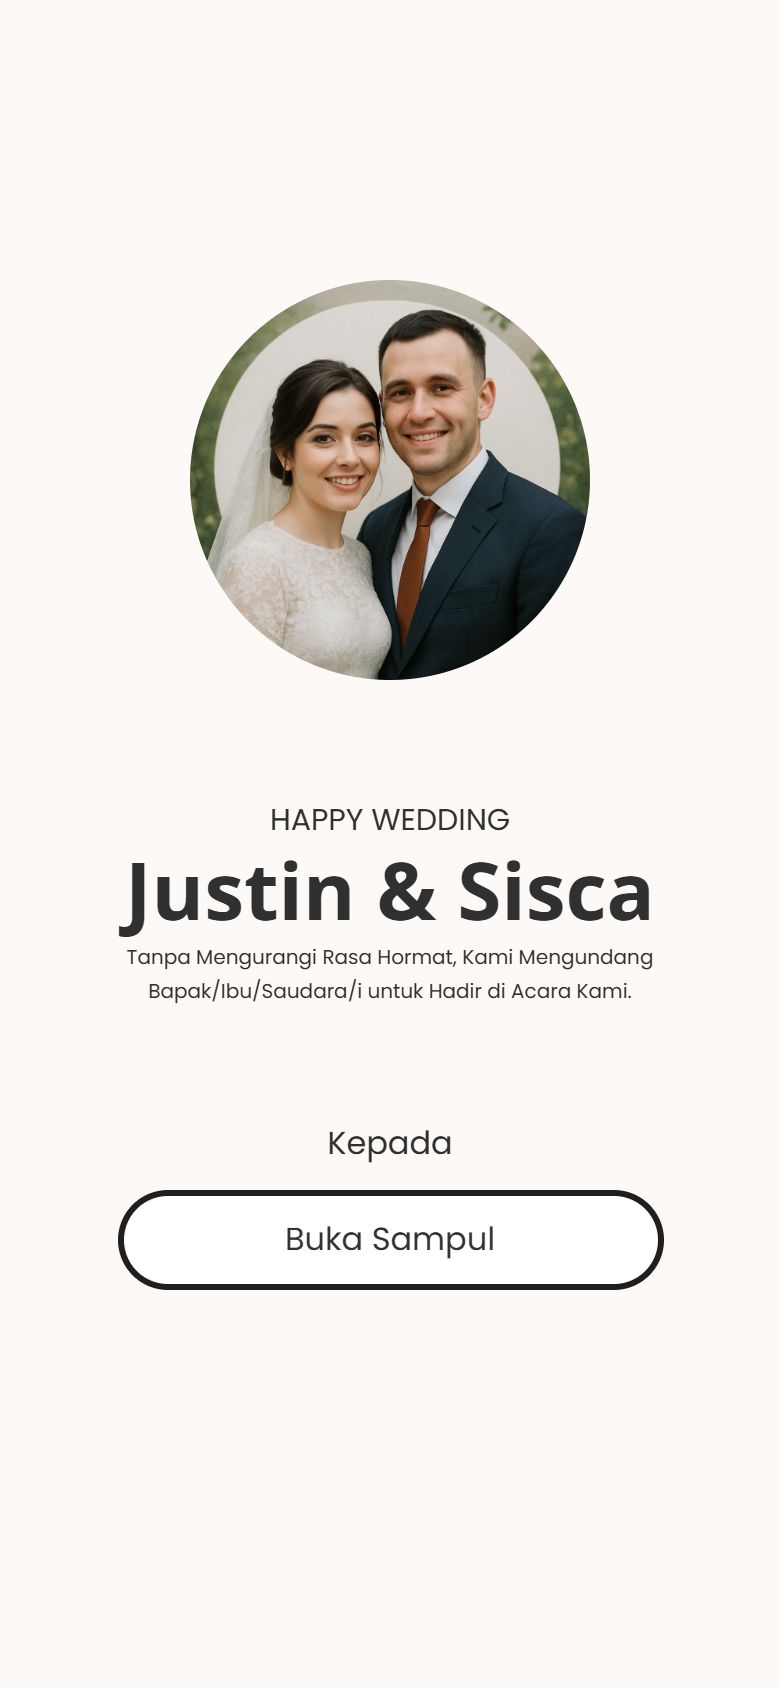 HAPPY WEDDING
Justin & Sisca
Tanpa Mengurangi Rasa Hormat, Kami Mengundang
Bapak/Ibu/Saudara/i untuk Hadir di Acara Kami.
Kepada
Buka Sampul